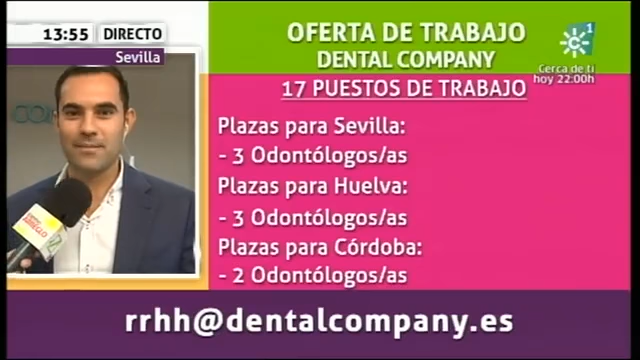 13:55 DIRECTO
Sevilla
OFERTA DE TRABAJO
DENTAL COMPANY
1
Cerca de ti
hoy 22:00h
17 PUESTOS DE TRABAJO
Plazas para Sevilla:
- 3 Odontólogos/as
Plazas para Huelva:
- 3 Odontólogos/as
Plazas para Córdoba:
- 2 Odontólogos/as
rrhh@dentalcompany.es